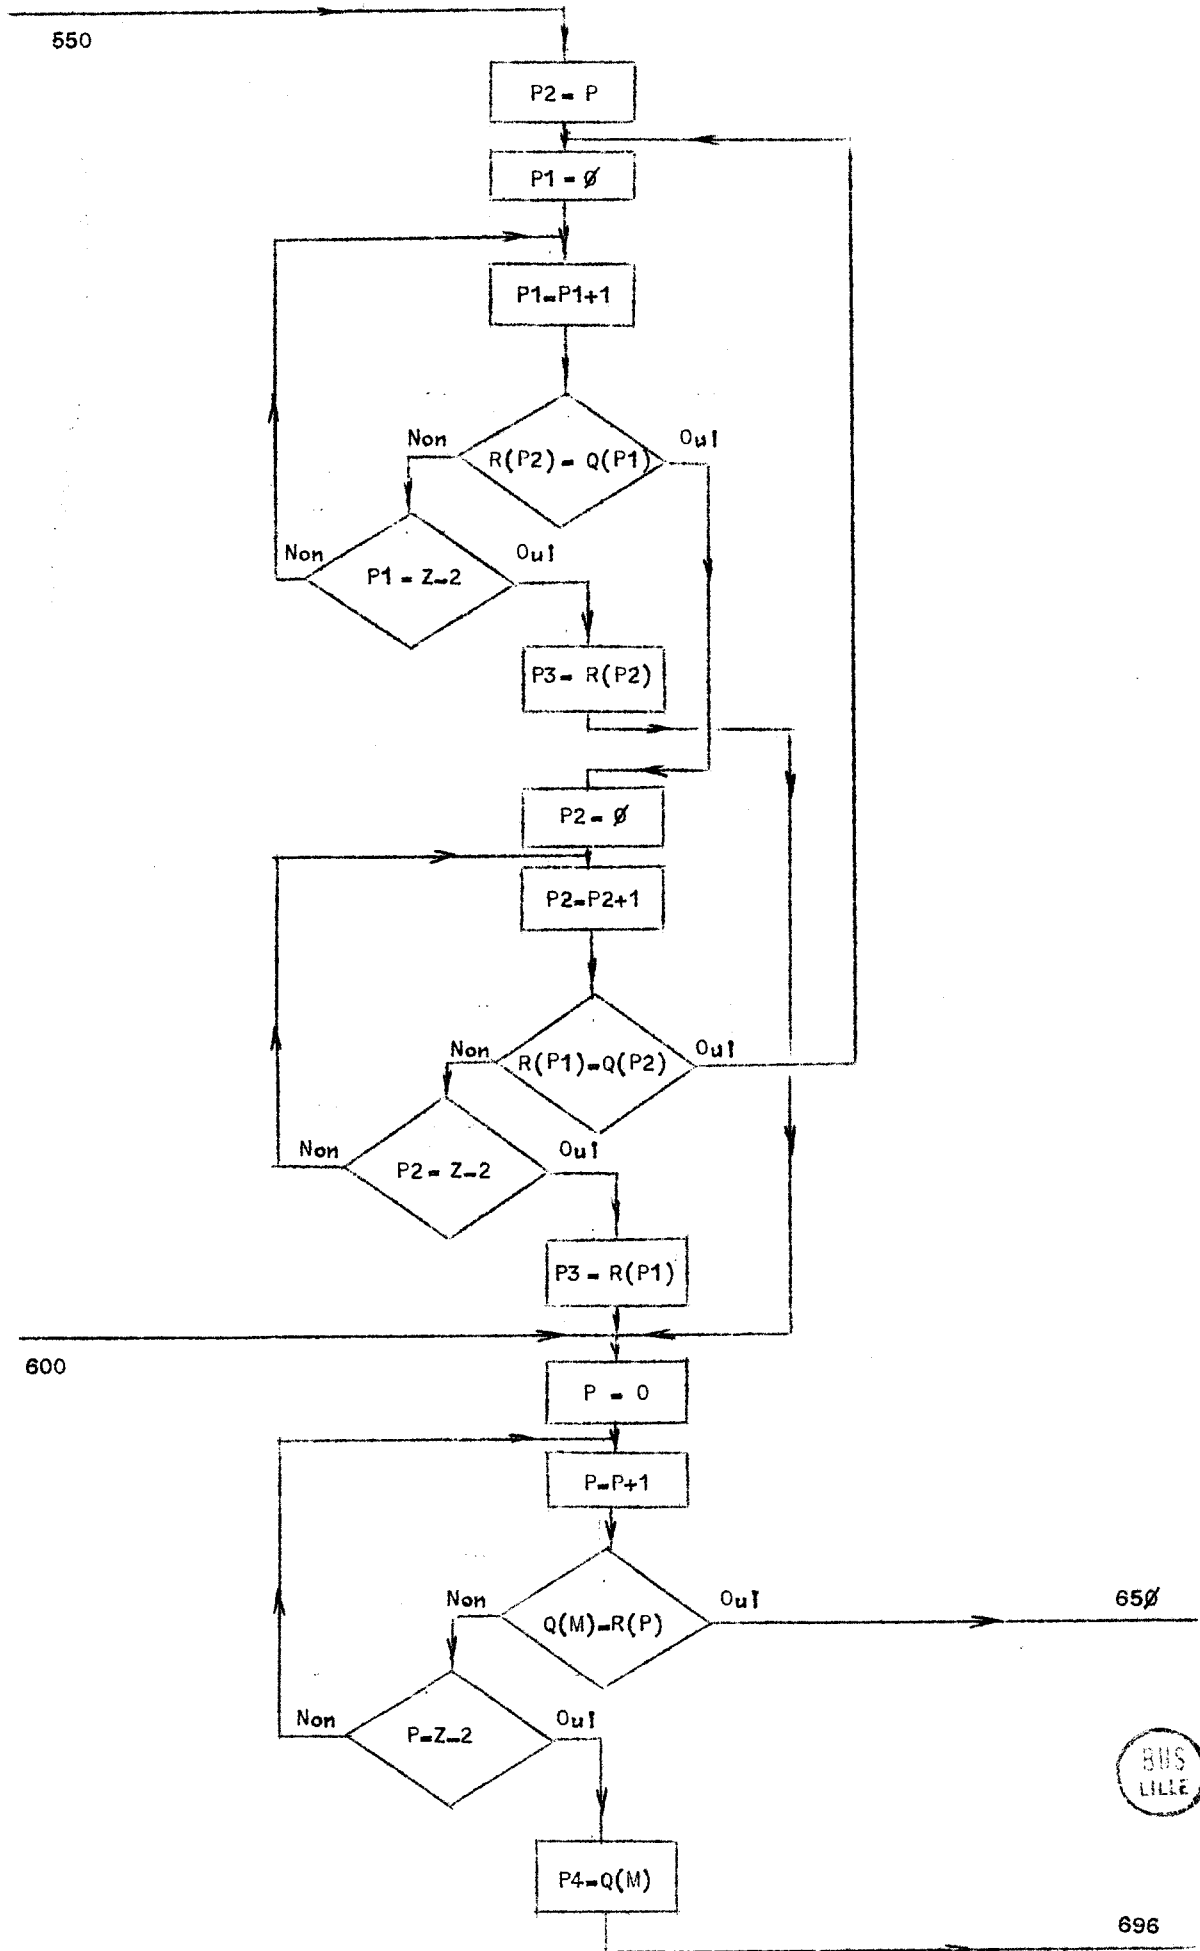 550
P2 = P
P1 = Ø
P1=P1+1
Non
R(P2) = Q(P1)
Oui
Non
P1 = Z-2
Oui
P3 = R(P2)
P2 = Ø
P2=P2+1
Non
R(P1)=Q(P2)
Oui
Non
P2 = Z-2
Oui
P3 = R(P1)
600
P = 0
P=P+1
Non
Q(M)=R(P)
Oui
650
Non
P=Z-2
Oui
BUS
LILLE
P4=Q(M)
696